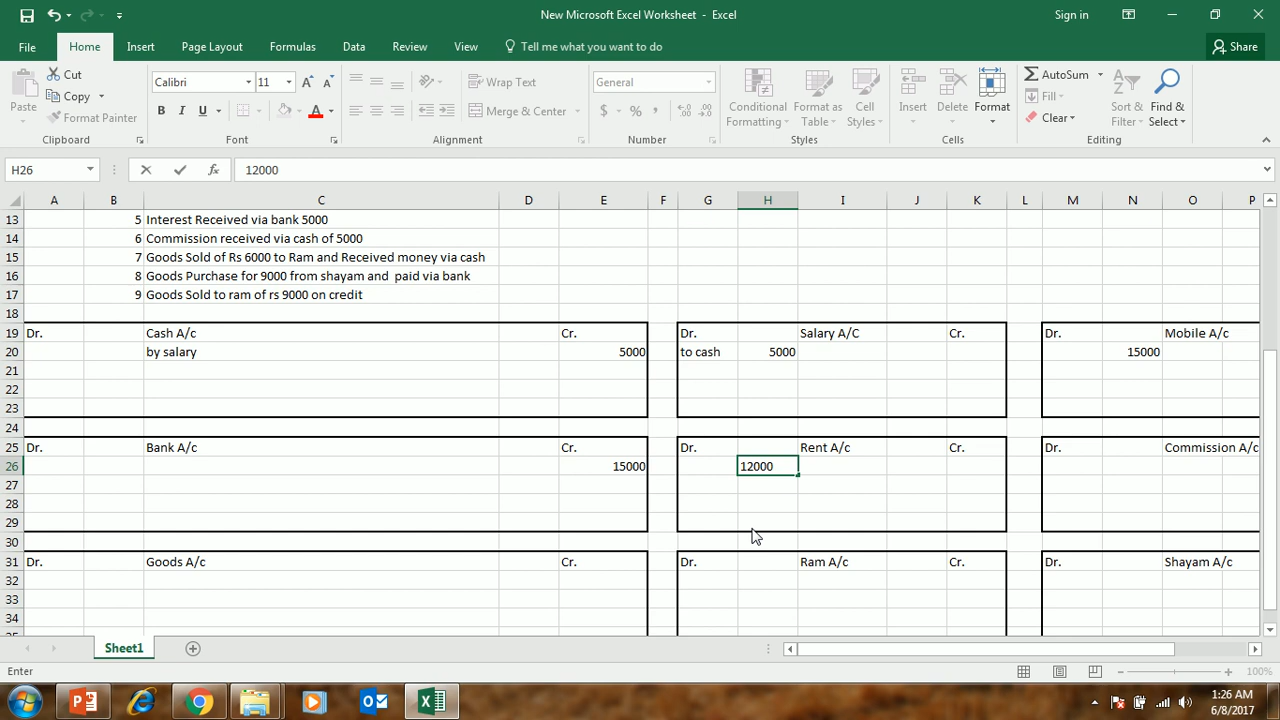 New Microsoft Excel Worksheet - Excel
Sign in
File Home Insert Page Layout Formulas Data Review View Tell me what you want to do Share
Paste Cut Copy Format Painter
Calibri 11 A A
B I U A
Wrap Text
Merge & Center
General
$ % ,
Conditional Formatting
Format as Table
Cell Styles
Insert Delete Format
AutoSum
Fill
Clear
Sort & Filter
Find & Select
Clipboard Font Alignment Number Styles Cells Editing
H26 fx 12000
A B C D E F G H I J K L M N O P
13 5 Interest Received via bank 5000
14 6 Commission received via cash of 5000
15 7 Goods Sold of Rs 6000 to Ram and Received money via cash
16 8 Goods Purchase for 9000 from shayam and paid via bank
17 9 Goods Sold to ram of rs 9000 on credit
18
19 Dr. Cash A/c Cr. Dr. Salary A/C Cr. Dr. Mobile A/c
20 by salary 5000 to cash 5000 15000
21
22
23
24
25 Dr. Bank A/c Cr. Dr. Rent A/c Cr. Dr. Commission A/c
26 15000 12000
27
28
29
30
31 Dr. Goods A/c Cr. Dr. Ram A/c Cr. Dr. Shayam A/c
32
33
34
Sheet1
Enter 100%
1:26 AM
6/8/2017